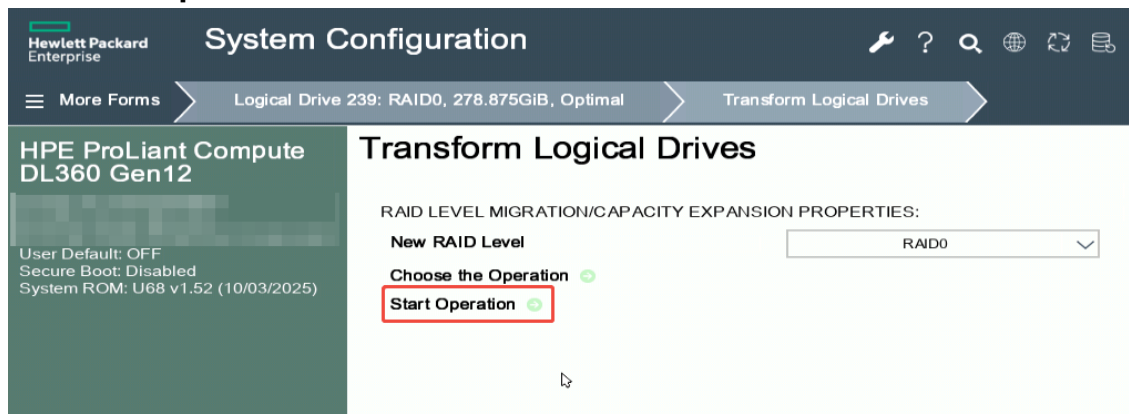 Hewlett Packard
Enterprise
System Configuration
More Forms
Logical Drive 239: RAID0, 278.875GiB, Optimal
Transform Logical Drives
HPE ProLiant Compute
DL360 Gen12
User Default: OFF
Secure Boot: Disabled
System ROM: U68 v1.52 (10/03/2025)
Transform Logical Drives
RAID LEVEL MIGRATION/CAPACITY EXPANSION PROPERTIES:
New RAID Level
RAID0
Choose the Operation
Start Operation